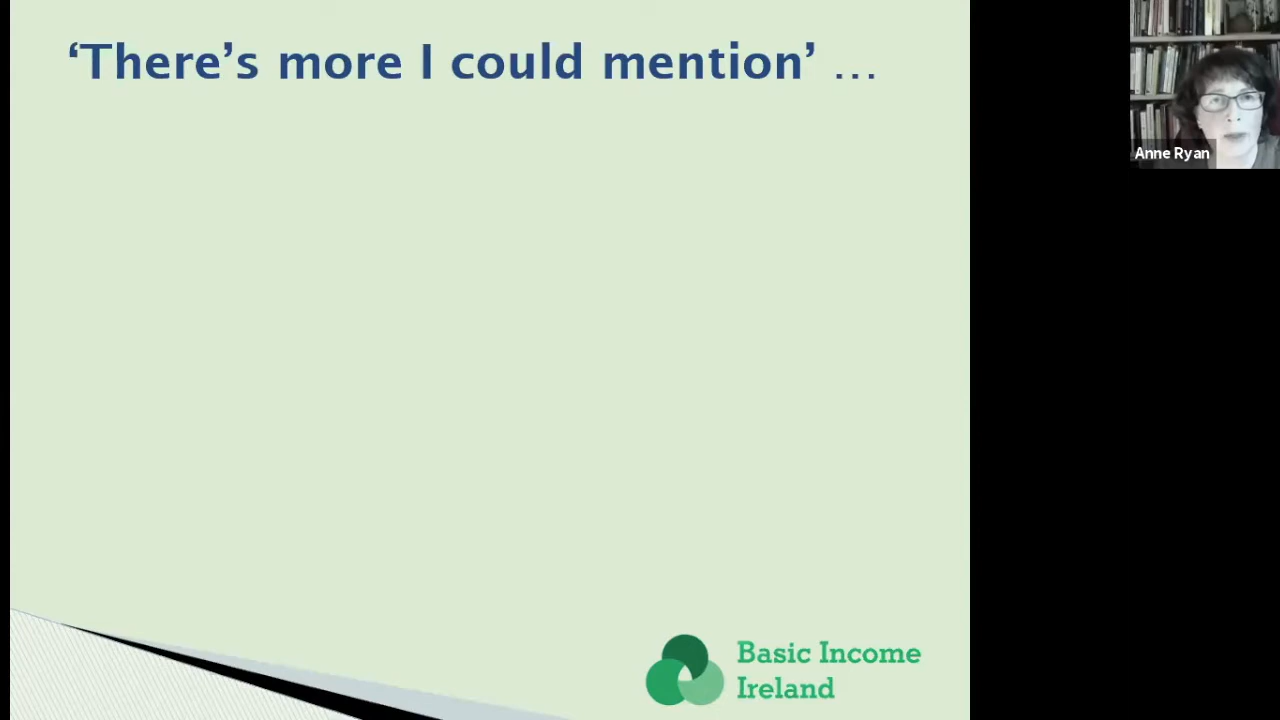 ‘There’s more I could mention’ ...
Anne Ryan
Basic Income
Ireland